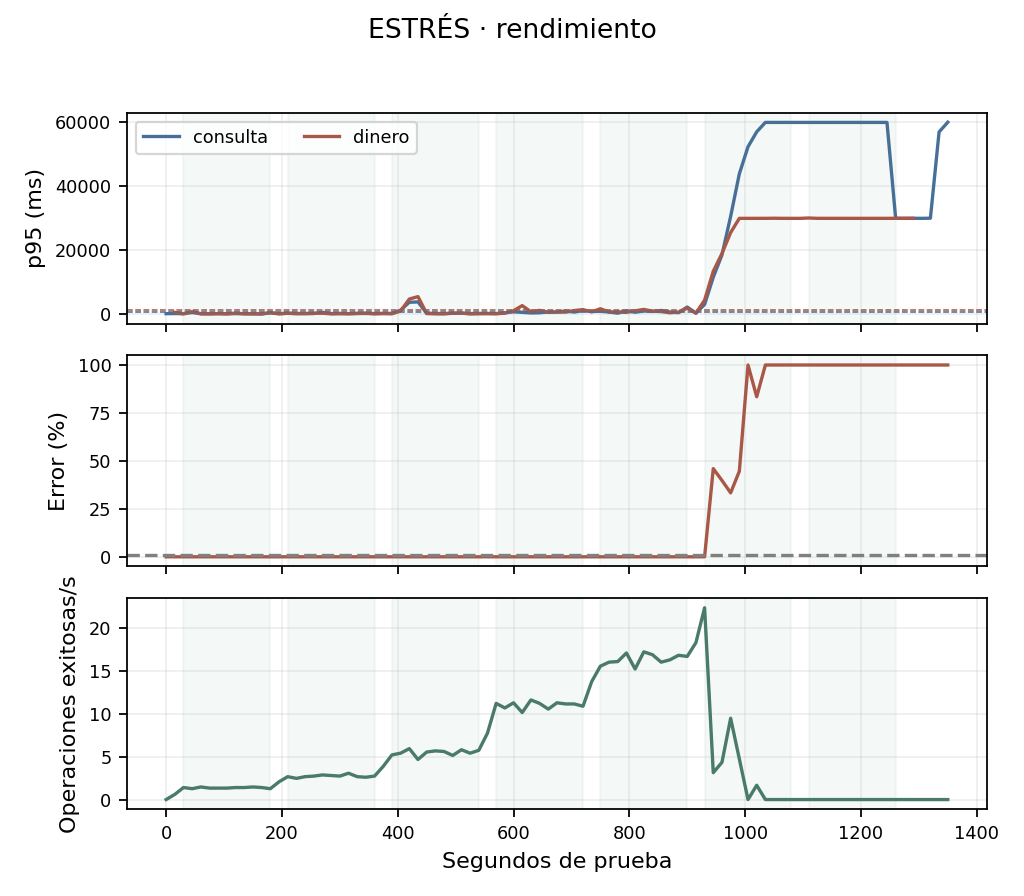 ESTRÉS · rendimiento
consulta
dinero
p95 (ms)
60000
40000
20000
0
Error (%)
100
75
50
25
0
Operaciones exitosas/s
20
15
10
5
0
0 200 400 600 800 1000 1200 1400
Segundos de prueba